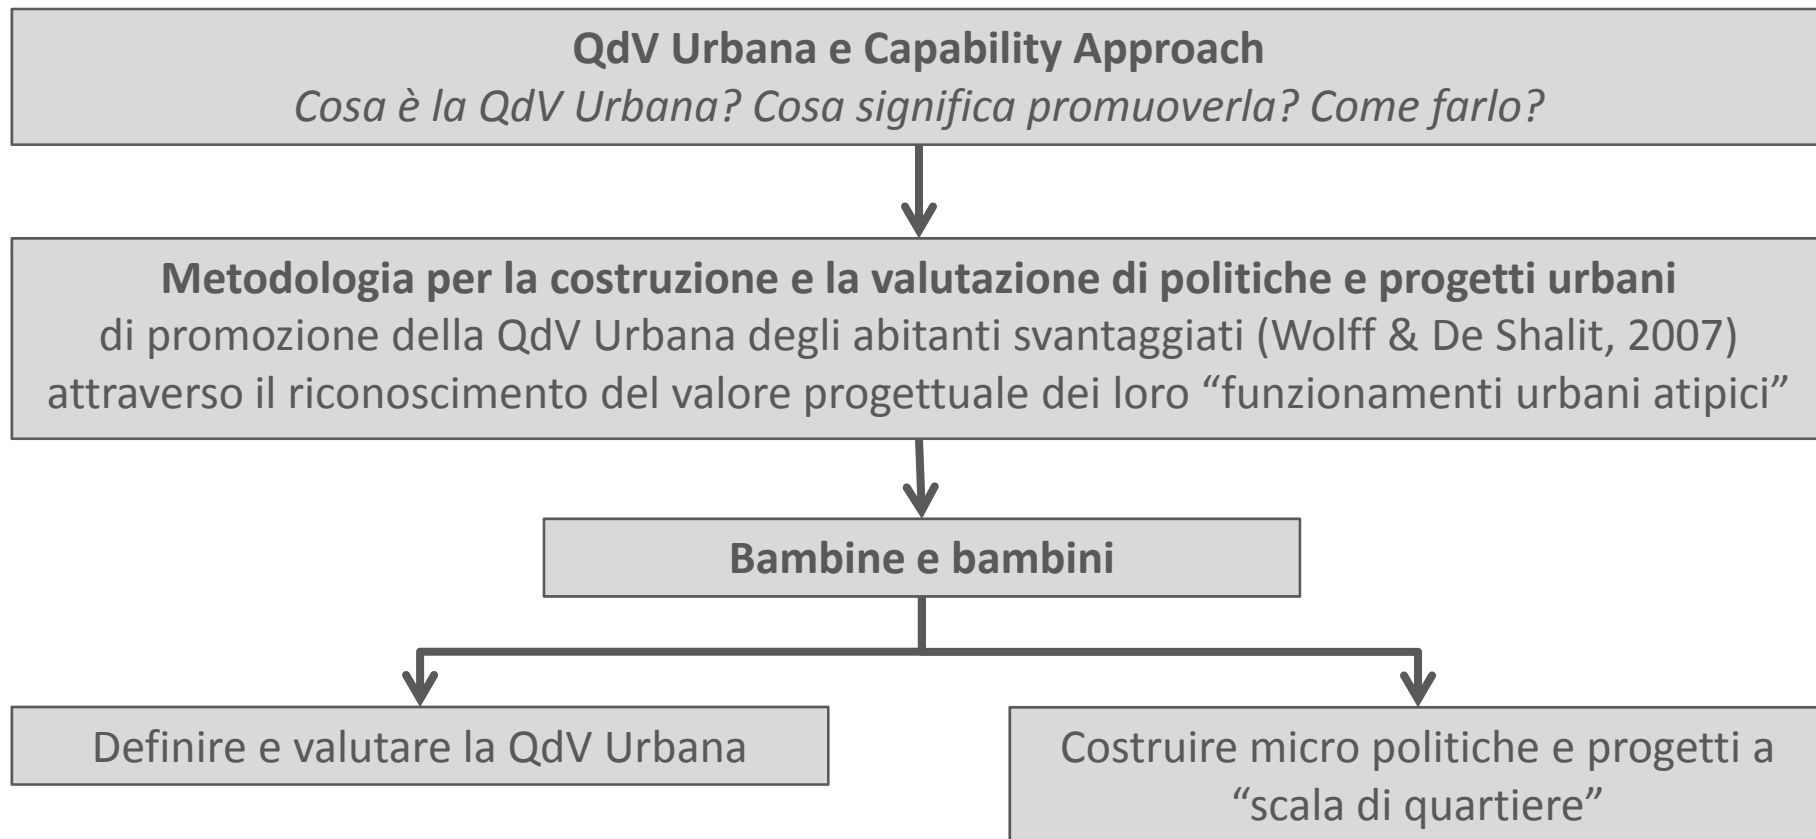 QdV Urbana e Capability Approach
Cosa è la QdV Urbana? Cosa significa promuoverla? Come farlo?
Metodologia per la costruzione e la valutazione di politiche e progetti urbani
di promozione della QdV Urbana degli abitanti svantaggiati (Wolff & De Shalit, 2007)
attraverso il riconoscimento del valore progettuale dei loro “funzionamenti urbani atipici”
Bambine e bambini
Definire e valutare la QdV Urbana
Costruire micro politiche e progetti a
“scala di quartiere”